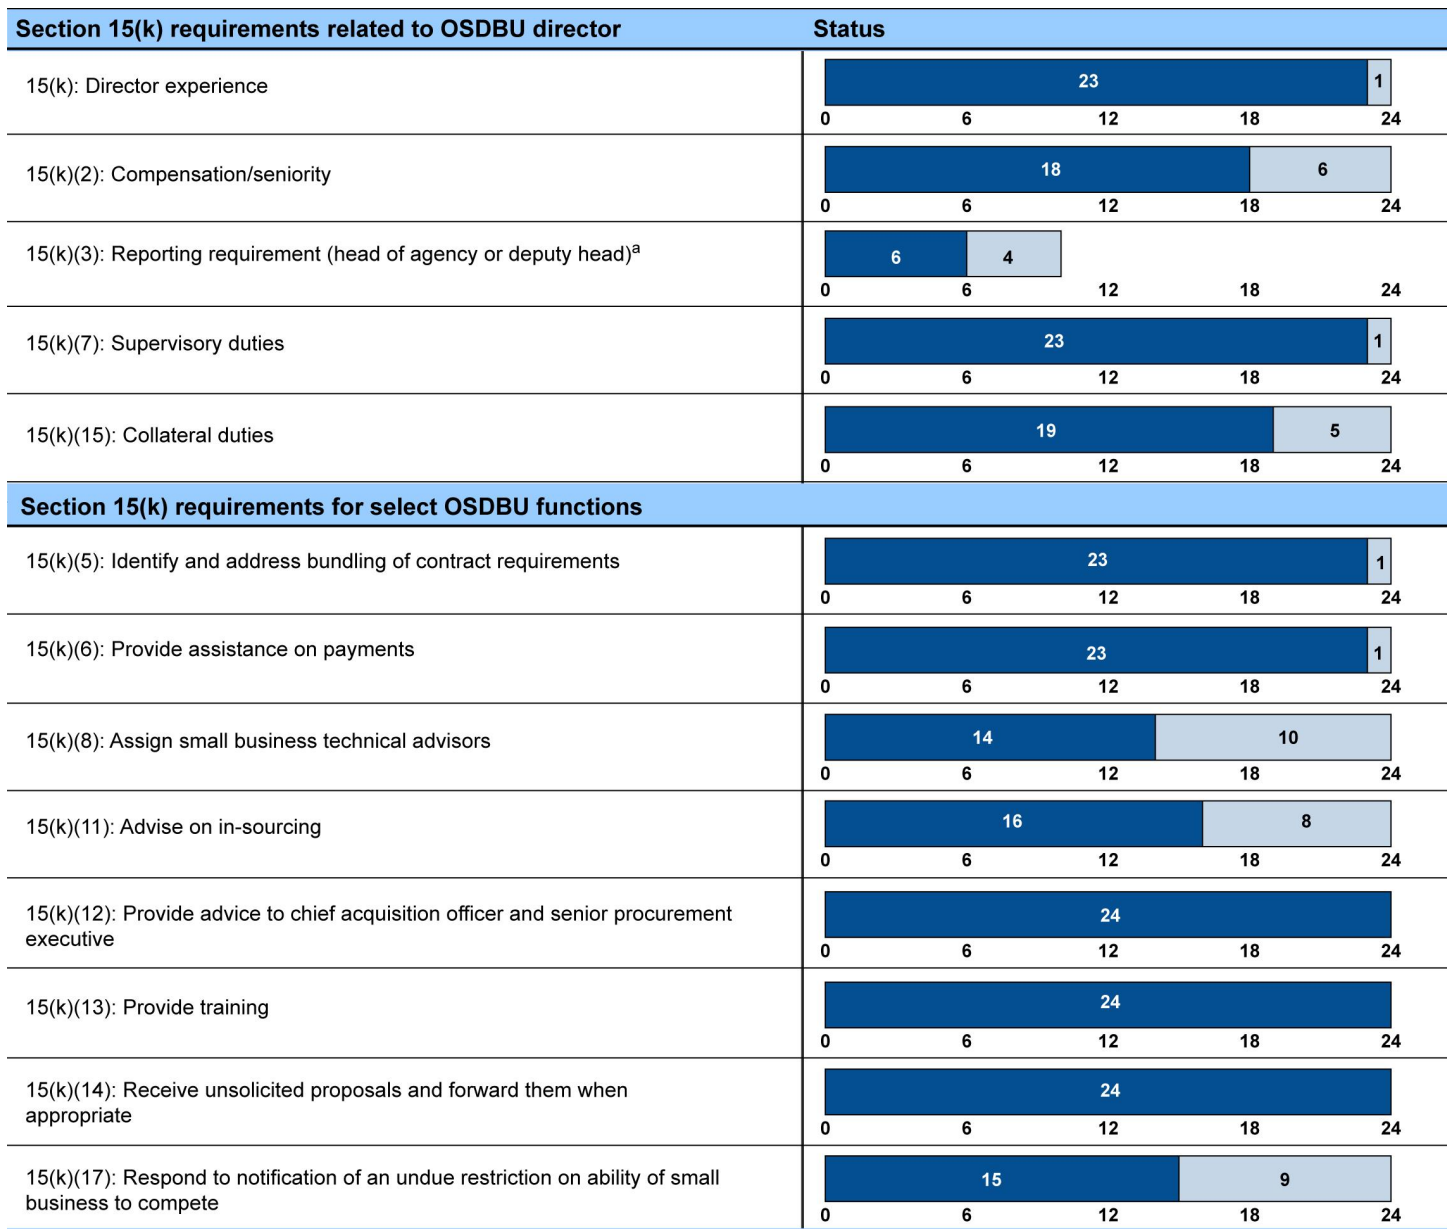 Section 15(k) requirements related to OSDBU director Status
15(k): Director experience
23 1
0 6 12 18 24
15(k)(2): Compensation/seniority
18 6
0 6 12 18 24
15(k)(3): Reporting requirement (head of agency or deputy head)a
6 4
0 6 12 18 24
15(k)(7): Supervisory duties
23 1
0 6 12 18 24
15(k)(15): Collateral duties
19 5
0 6 12 18 24
Section 15(k) requirements for select OSDBU functions
15(k)(5): Identify and address bundling of contract requirements
23 1
0 6 12 18 24
15(k)(6): Provide assistance on payments
23 1
0 6 12 18 24
15(k)(8): Assign small business technical advisors
14 10
0 6 12 18 24
15(k)(11): Advise on in-sourcing
16 8
0 6 12 18 24
15(k)(12): Provide advice to chief acquisition officer and senior procurement
executive
24
0 6 12 18 24
15(k)(13): Provide training
24
0 6 12 18 24
15(k)(14): Receive unsolicited proposals and forward them when
appropriate
24
0 6 12 18 24
15(k)(17): Respond to notification of an undue restriction on ability of small
business to compete
15 9
0 6 12 18 24